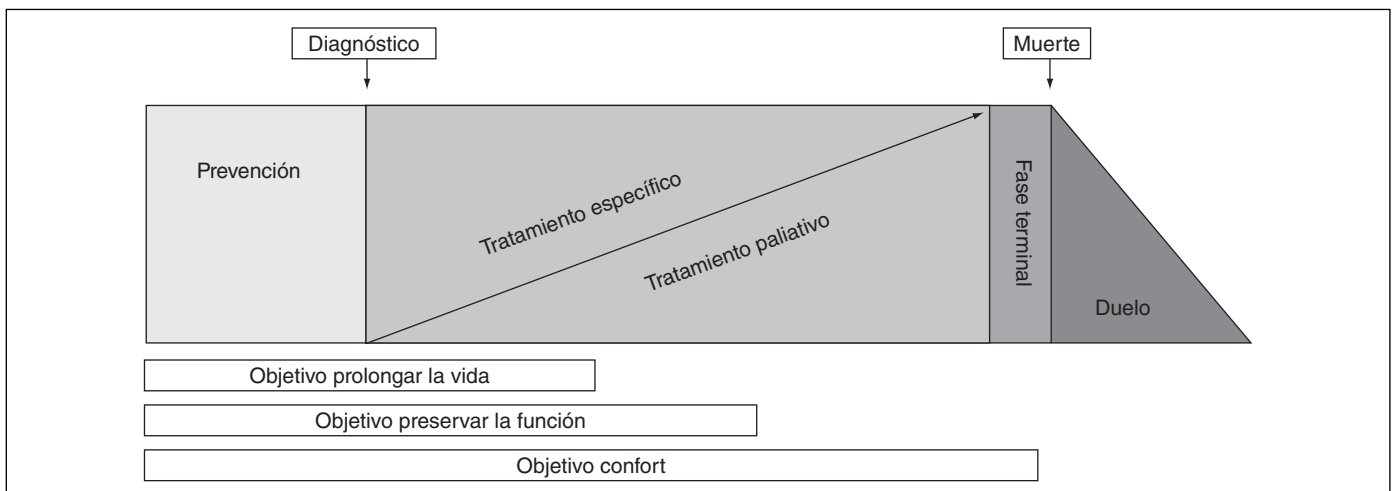 Diagnóstico
Muerte
Prevención
Tratamiento específico
Tratamiento paliativo
Fase terminal
Duelo
Objetivo prolongar la vida
Objetivo preservar la función
Objetivo confort